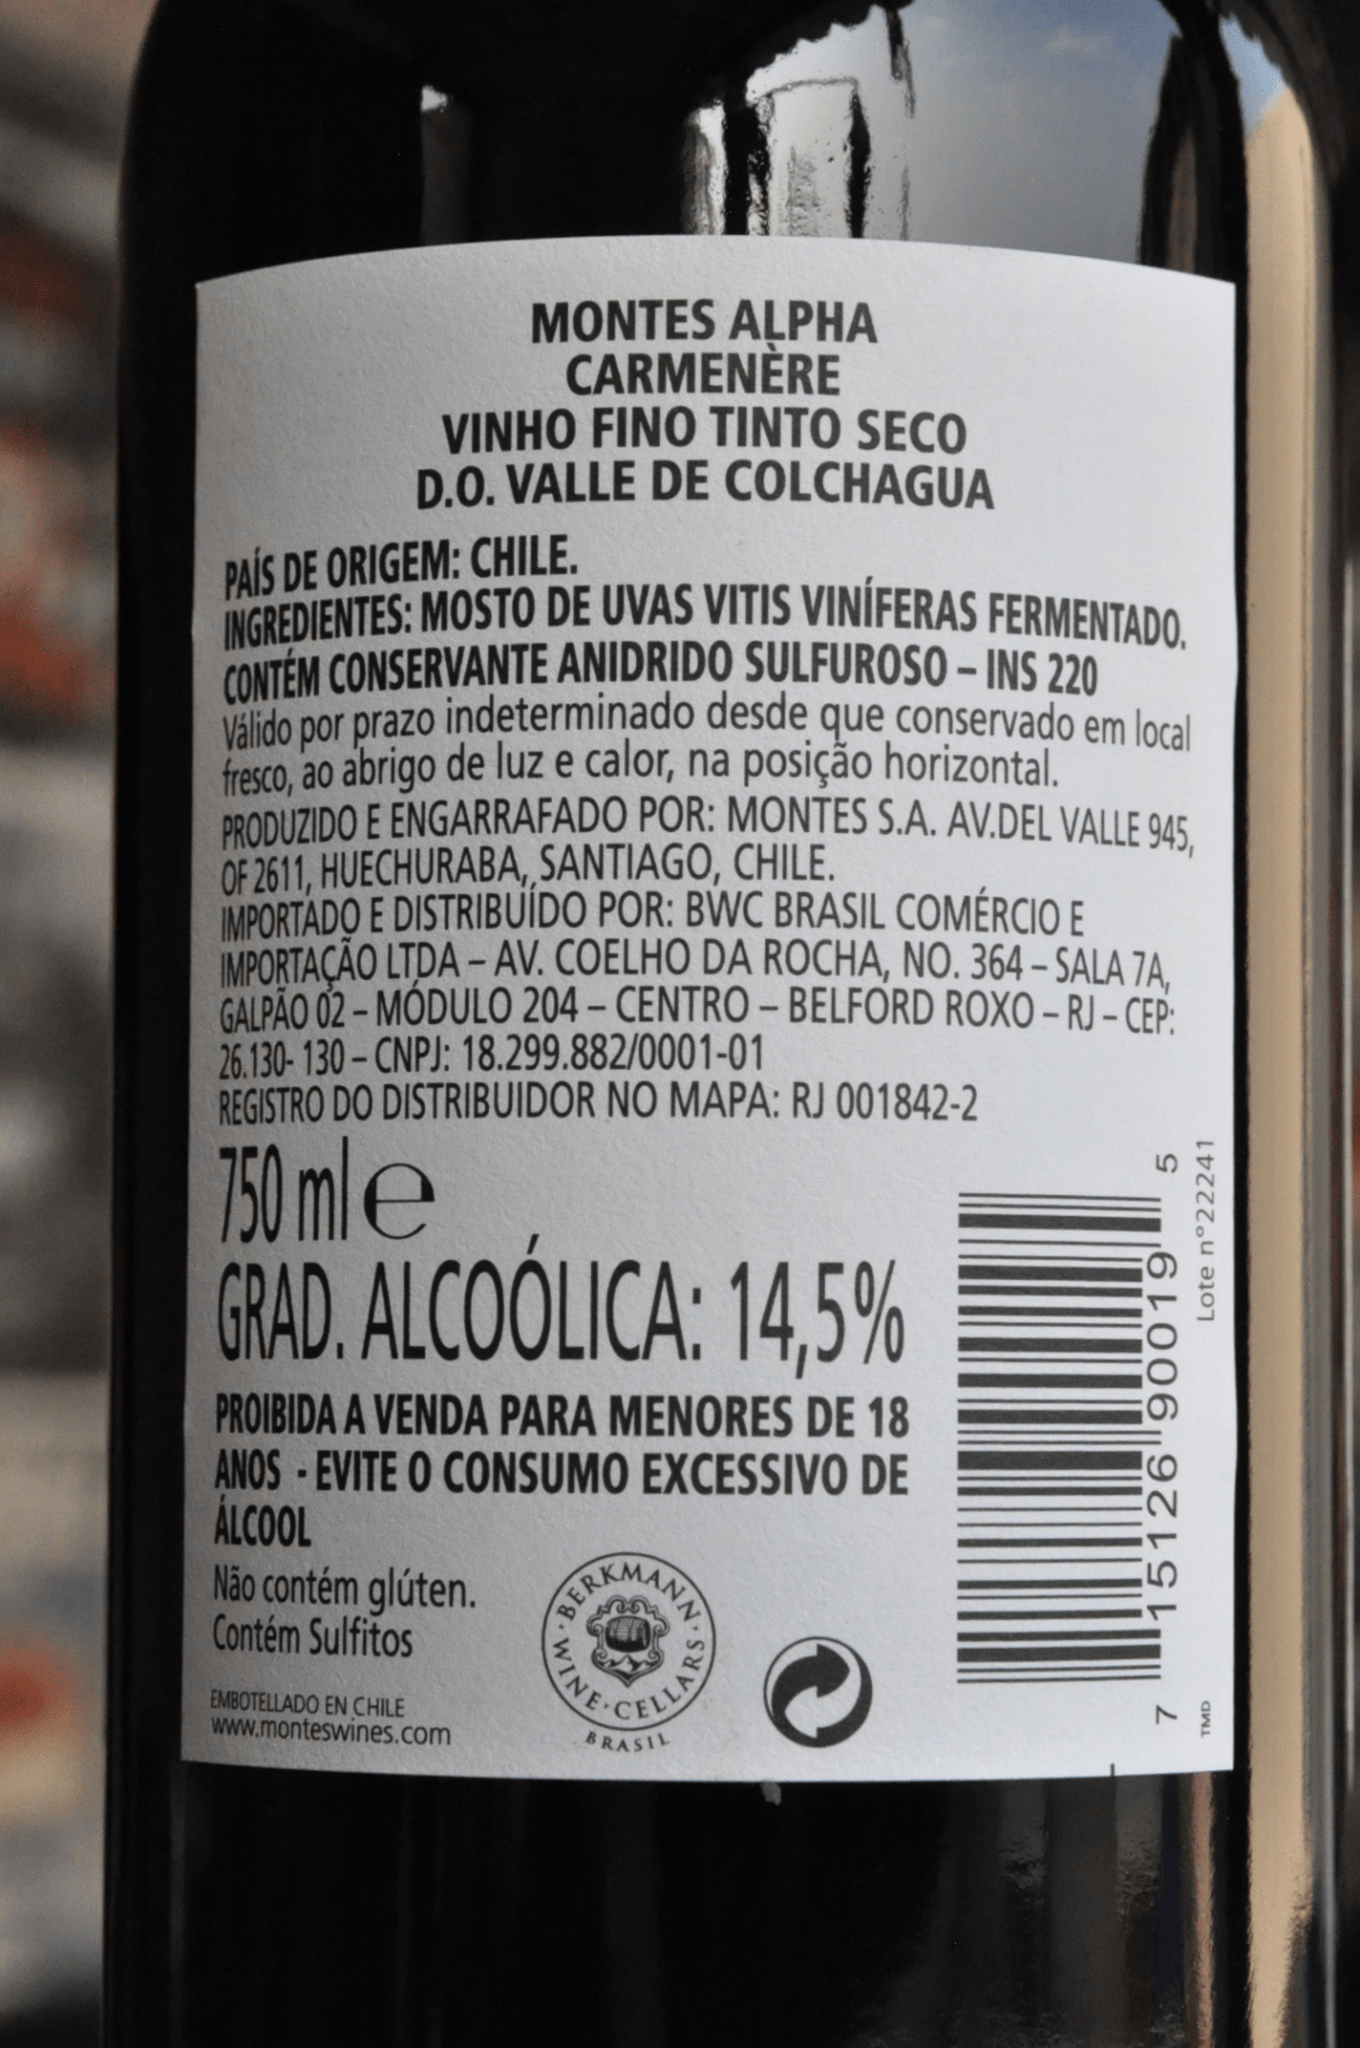 MONTES ALPHA
CARMENÈRE
VINHO FINO TINTO SECO
D.O. VALLE DE COLCHAGUA
PAÍS DE ORIGEM: CHILE.
INGREDIENTES: MOSTO DE UVAS VITIS VINÍFERAS FERMENTADO.
CONTÉM CONSERVANTE ANIDRIDO SULFUROSO – INS 220
Válido por prazo indeterminado desde que conservado em local
fresco, ao abrigo de luz e calor, na posição horizontal.
PRODUZIDO E ENGARRAFADO POR: MONTES S.A. AV.DEL VALLE 945,
OF 2611, HUECHURABA, SANTIAGO, CHILE.
IMPORTADO E DISTRIBUÍDO POR: BWC BRASIL COMÉRCIO E
IMPORTAÇÃO LTDA – AV. COELHO DA ROCHA, NO. 364 – SALA 7A,
GALPÃO 02 – MÓDULO 204 – CENTRO – BELFORD ROXO – RJ – CEP:
26.130- 130 – CNPJ: 18.299.882/0001-01
REGISTRO DO DISTRIBUIDOR NO MAPA: RJ 001842-2
750 ml e
GRAD. ALCOÓLICA: 14,5%
PROIBIDA A VENDA PARA MENORES DE 18
ANOS - EVITE O CONSUMO EXCESSIVO DE
ÁLCOOL
Não contém glúten.
Contém Sulfitos
EMBOTELLADO EN CHILE
www.monteswines.com
BERKMANN
WINE CELLARS
BRASIL
7 15126 90019 5
Lote n°22241
TMD